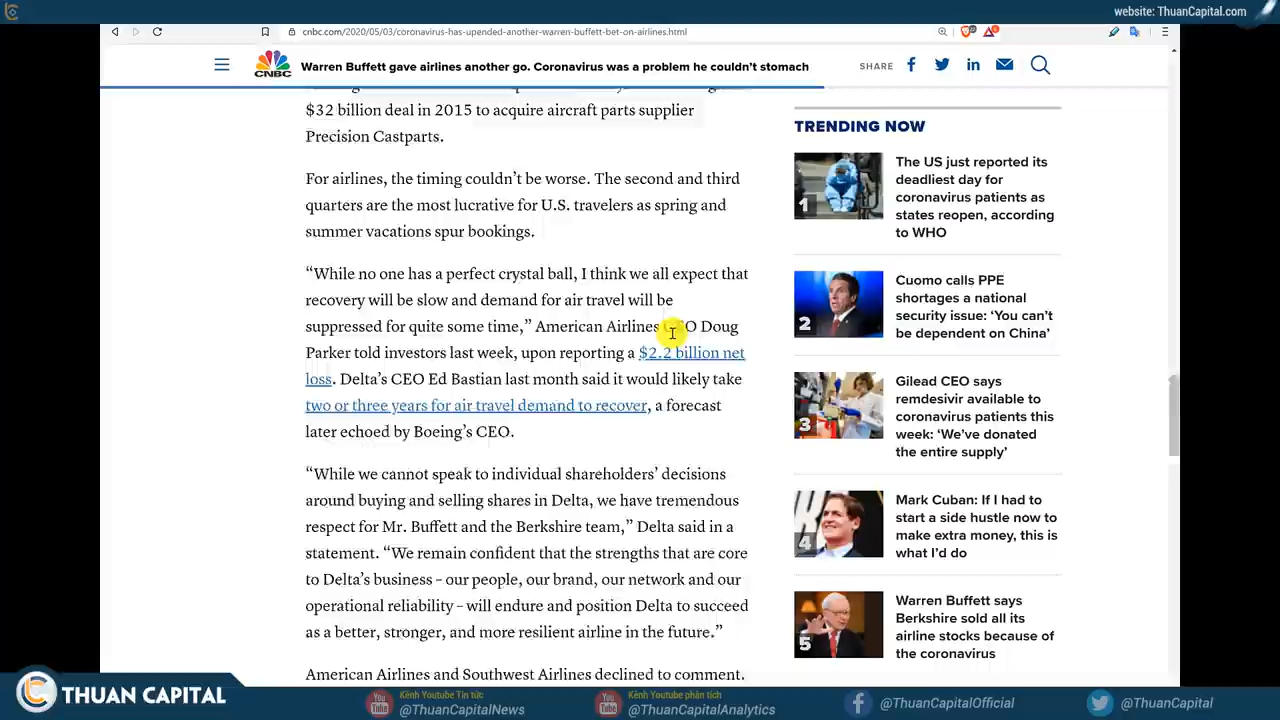 website: ThuanCapital.com
cnbc.com/2020/05/03/coronavirus-has-upended-another-warren-buffett-bet-on-airlines.html
CNBC
Warren Buffett gave airlines another go. Coronavirus was a problem he couldn't stomach
SHARE
$32 billion deal in 2015 to acquire aircraft parts supplier
Precision Castparts.
For airlines, the timing couldn't be worse. The second and third
quarters are the most lucrative for U.S. travelers as spring and
summer vacations spur bookings.
“While no one has a perfect crystal ball, I think we all expect that
recovery will be slow and demand for air travel will be
suppressed for quite some time,” American Airlines CEO Doug
Parker told investors last week, upon reporting a $2.2 billion net
loss. Delta's CEO Ed Bastian last month said it would likely take
two or three years for air travel demand to recover, a forecast
later echoed by Boeing's CEO.
“While we cannot speak to individual shareholders' decisions
around buying and selling shares in Delta, we have tremendous
respect for Mr. Buffett and the Berkshire team,” Delta said in a
statement. “We remain confident that the strengths that are core
to Delta's business – our people, our brand, our network and our
operational reliability – will endure and position Delta to succeed
as a better, stronger, and more resilient airline in the future.”
American Airlines and Southwest Airlines declined to comment.
TRENDING NOW
1
The US just reported its
deadliest day for
coronavirus patients as
states reopen, according
to WHO
2
Cuomo calls PPE
shortages a national
security issue: ‘You can't
be dependent on China’
3
Gilead CEO says
remdesivir available to
coronavirus patients this
week: ‘We've donated
the entire supply’
4
Mark Cuban: If I had to
start a side hustle now to
make extra money, this is
what I'd do
5
Warren Buffett says
Berkshire sold all its
airline stocks because of
the coronavirus
THUAN CAPITAL
Kênh Youtube Tin tức
@ThuanCapitalNews
Kênh Youtube phân tích
@ThuanCapitalAnalytics
@ThuanCapitalOfficial
@ThuanCapital